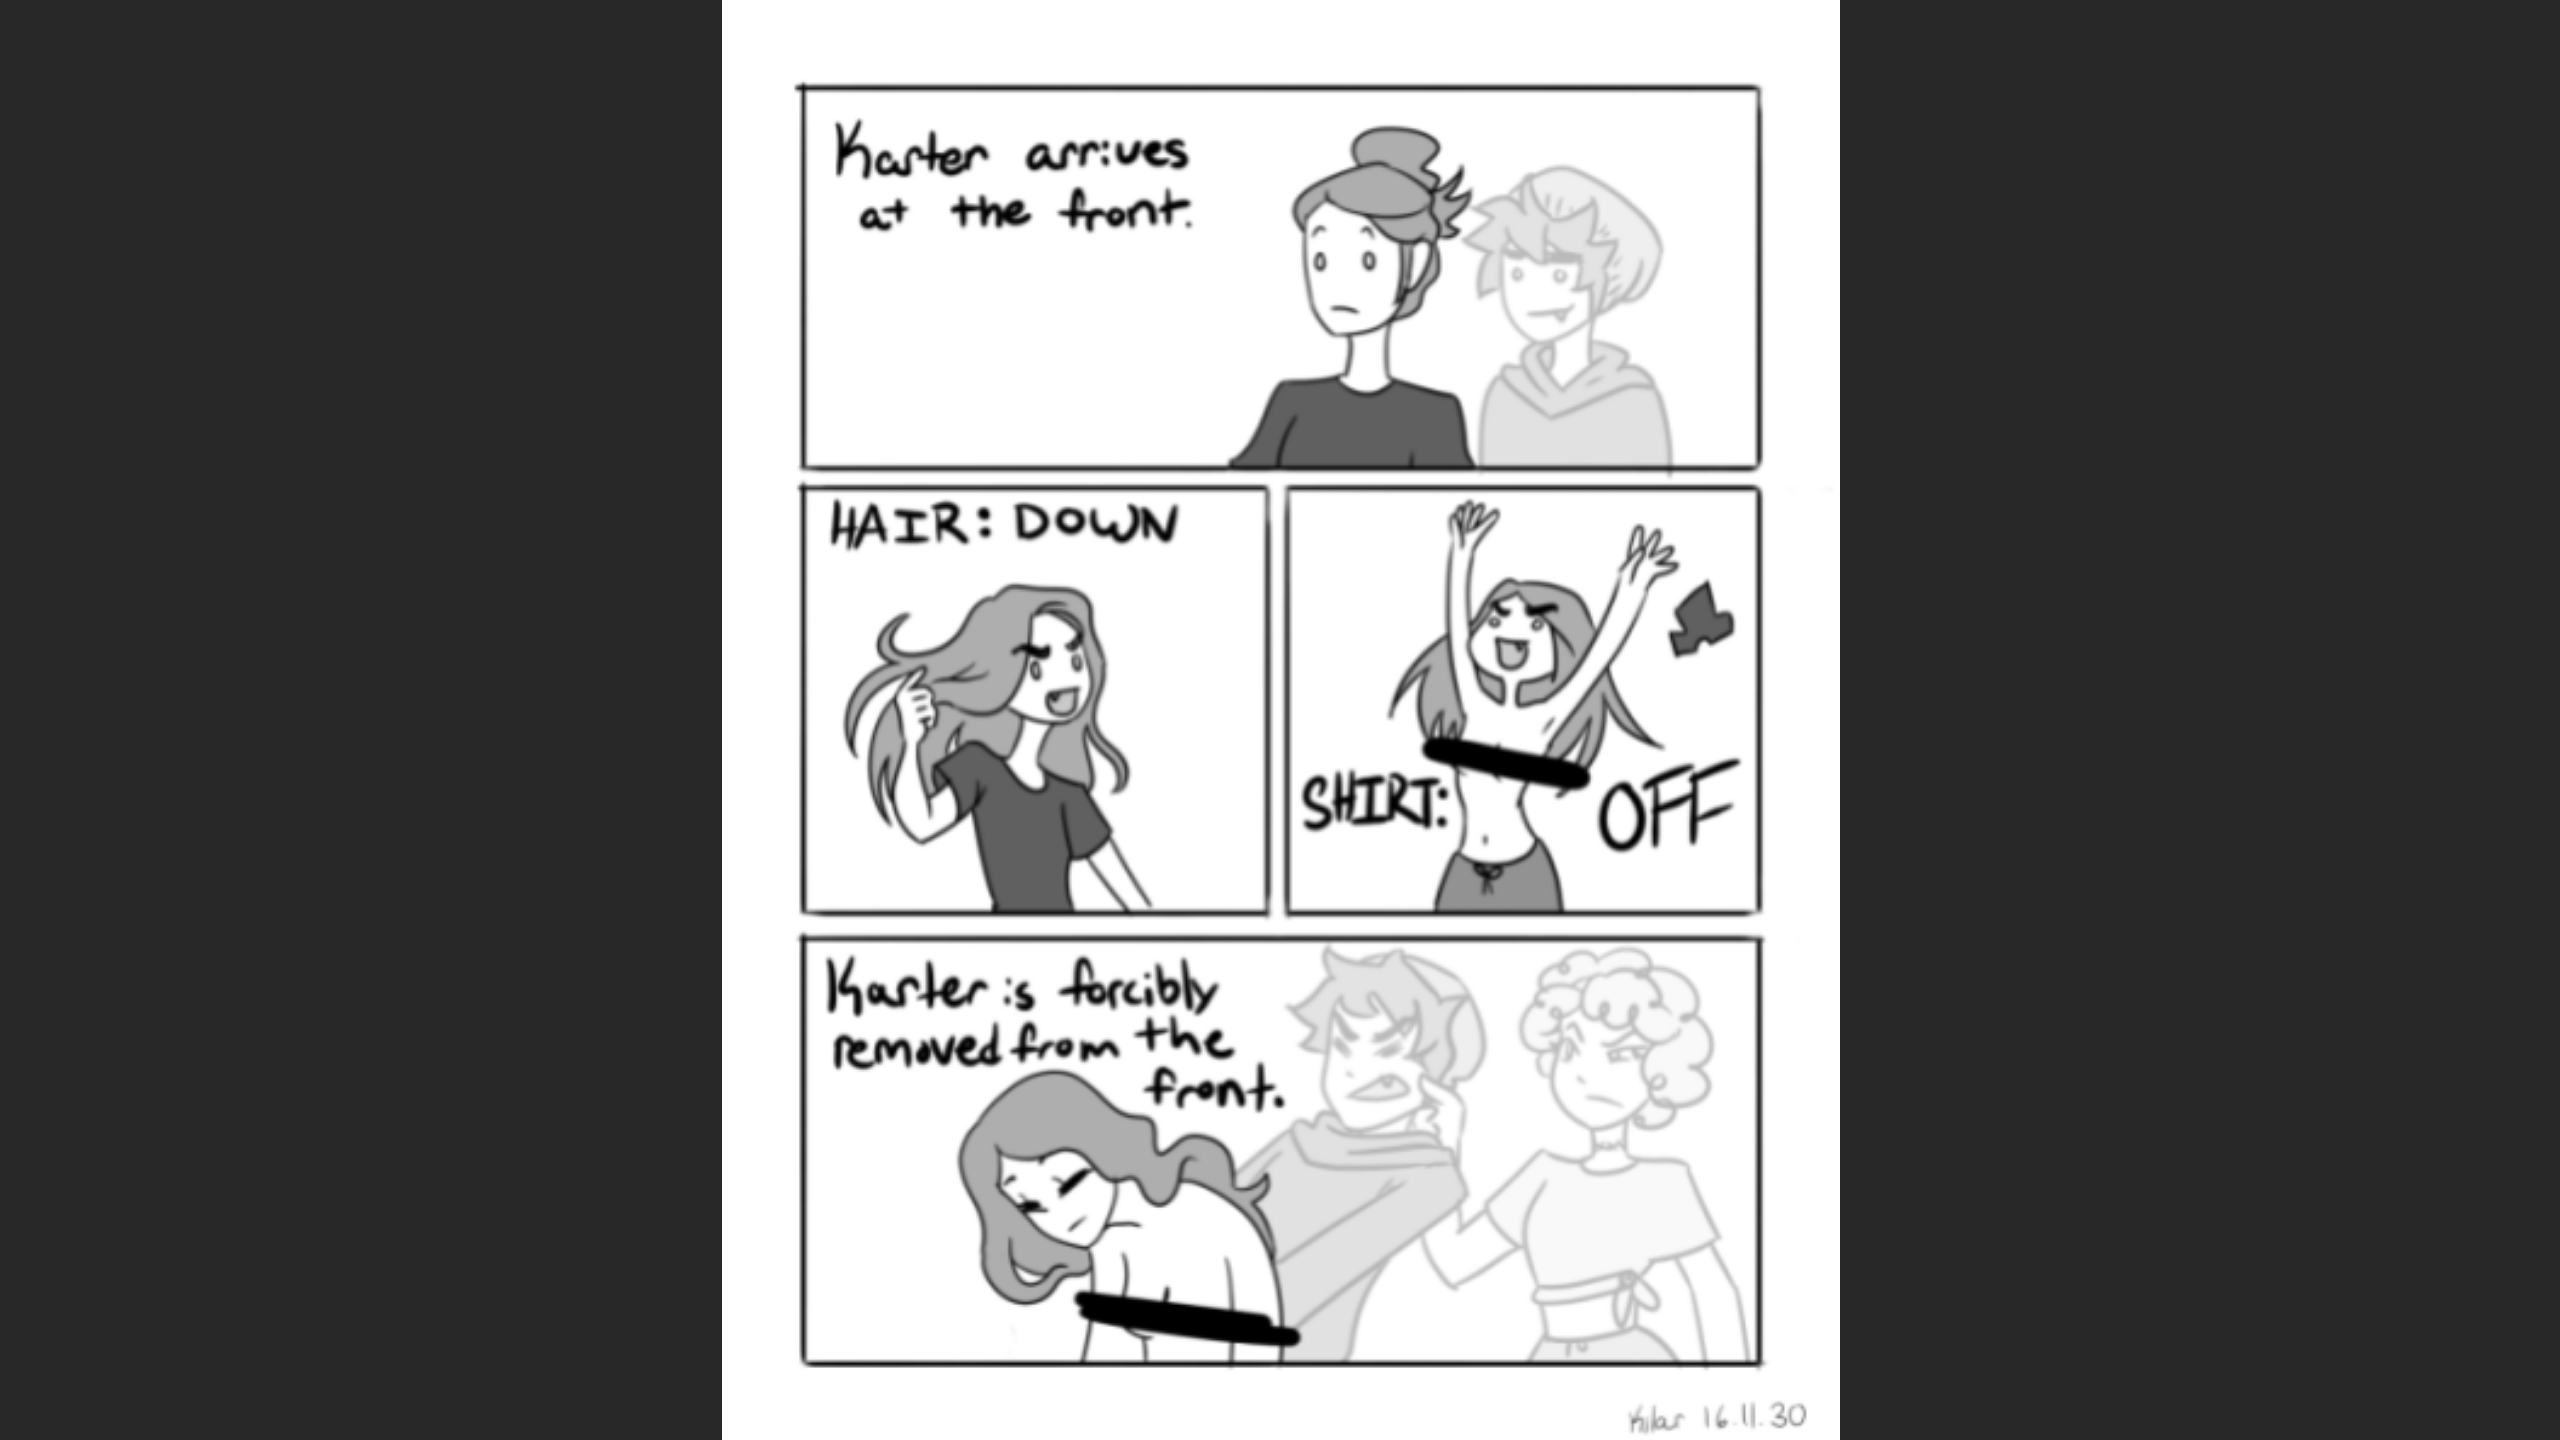 Karter arrives
at the front.
HAIR: DOWN
SHIRT: OFF
Karter is forcibly
removed from the
front.
Kilar 16.11.30